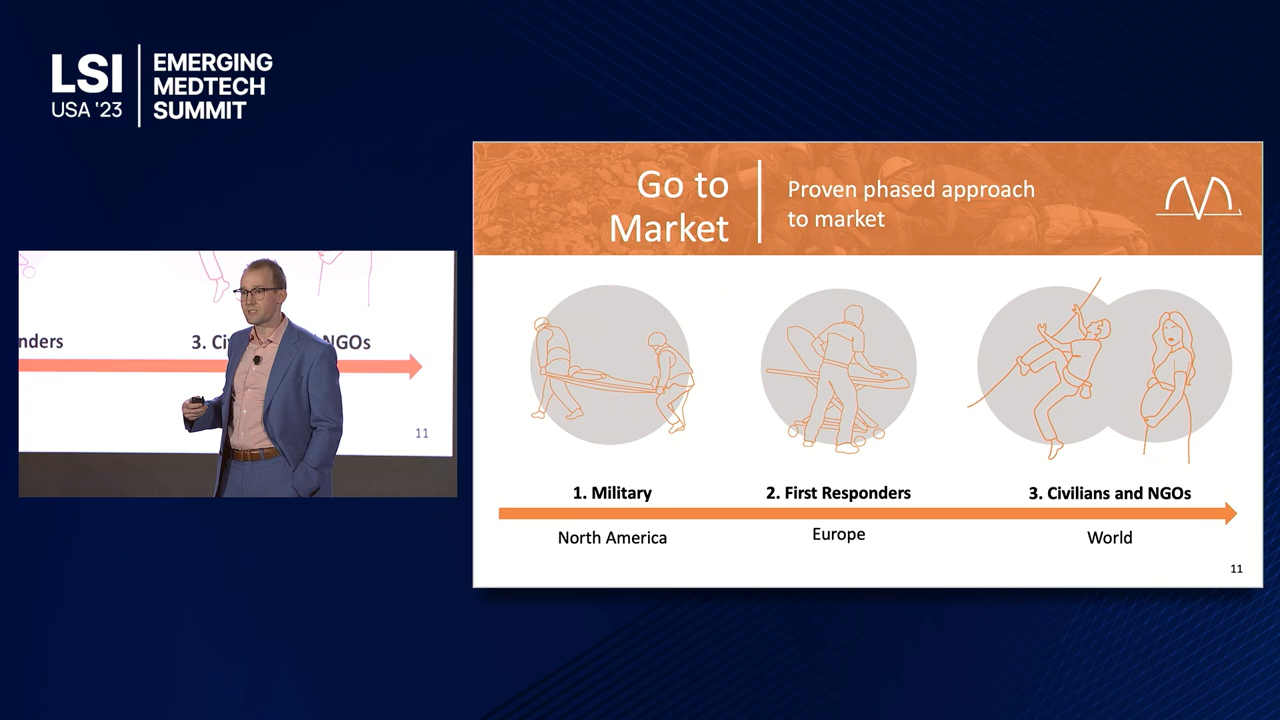 LSI
USA '23
EMERGING
MEDTECH
SUMMIT
Go to
Market
Proven phased approach
to market
1. Military
2. First Responders
3. Civilians and NGOs
North America
Europe
World
11
nders
3. Ci
NGOs
11